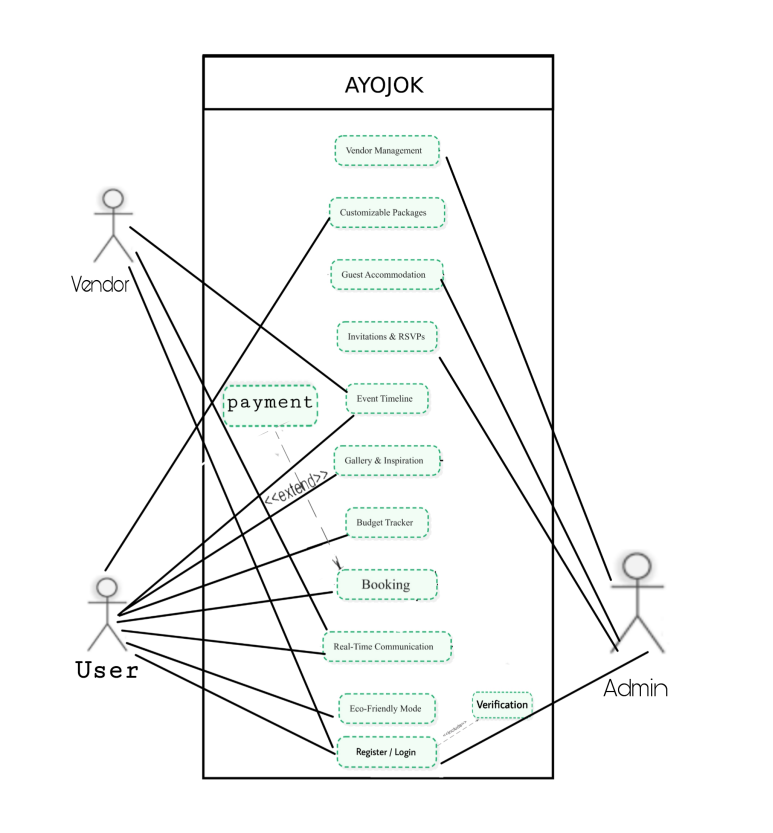 AYOJOK
Vendor Management
Customizable Packages
Guest Accommodation
Vendor
Invitations & RSVPs
payment
Event Timeline
Gallery & Inspiration
<<extend>>
Budget Tracker
Booking
Real-Time Communication
User
Admin
Eco-Friendly Mode
Verification
<<include>>
Register / Login